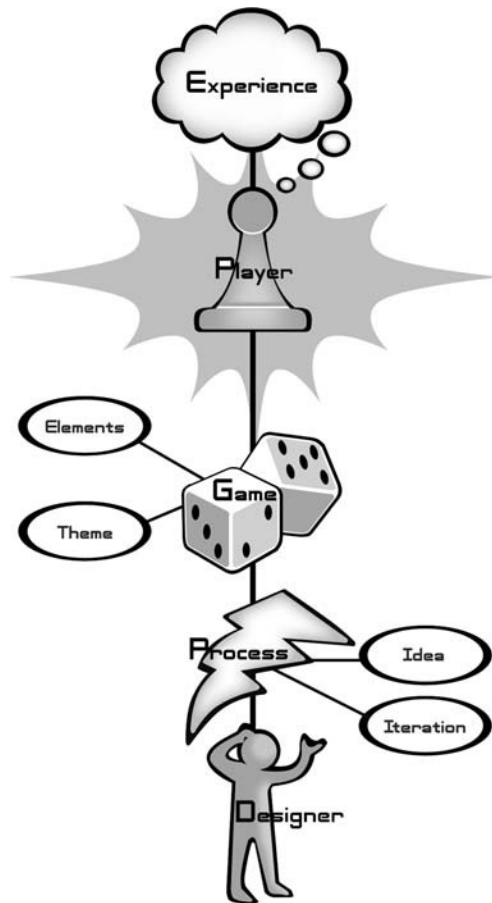 Experience
Player
Elements
Game
Theme
Process
Idea
Iteration
Designer